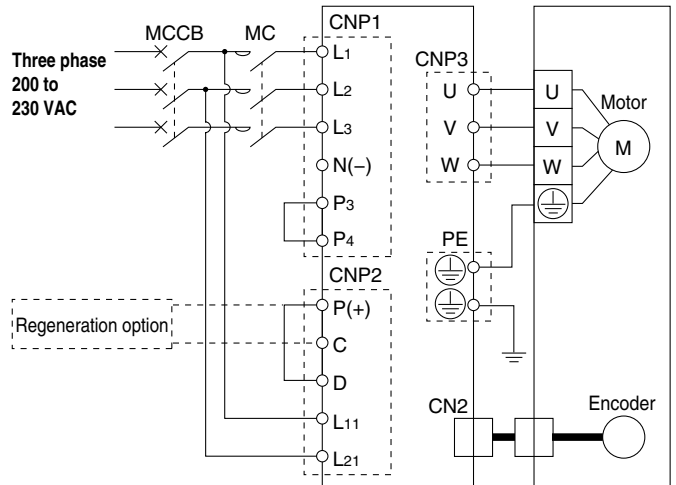 Three phase
200 to
230 VAC
MCCB
MC
CNP1
L1
L2
L3
N(−)
P3
P4
CNP2
P(+)
C
D
L11
L21
Regeneration option
CNP3
U
V
W
PE
CN2
U
V
W
Motor
M
Encoder